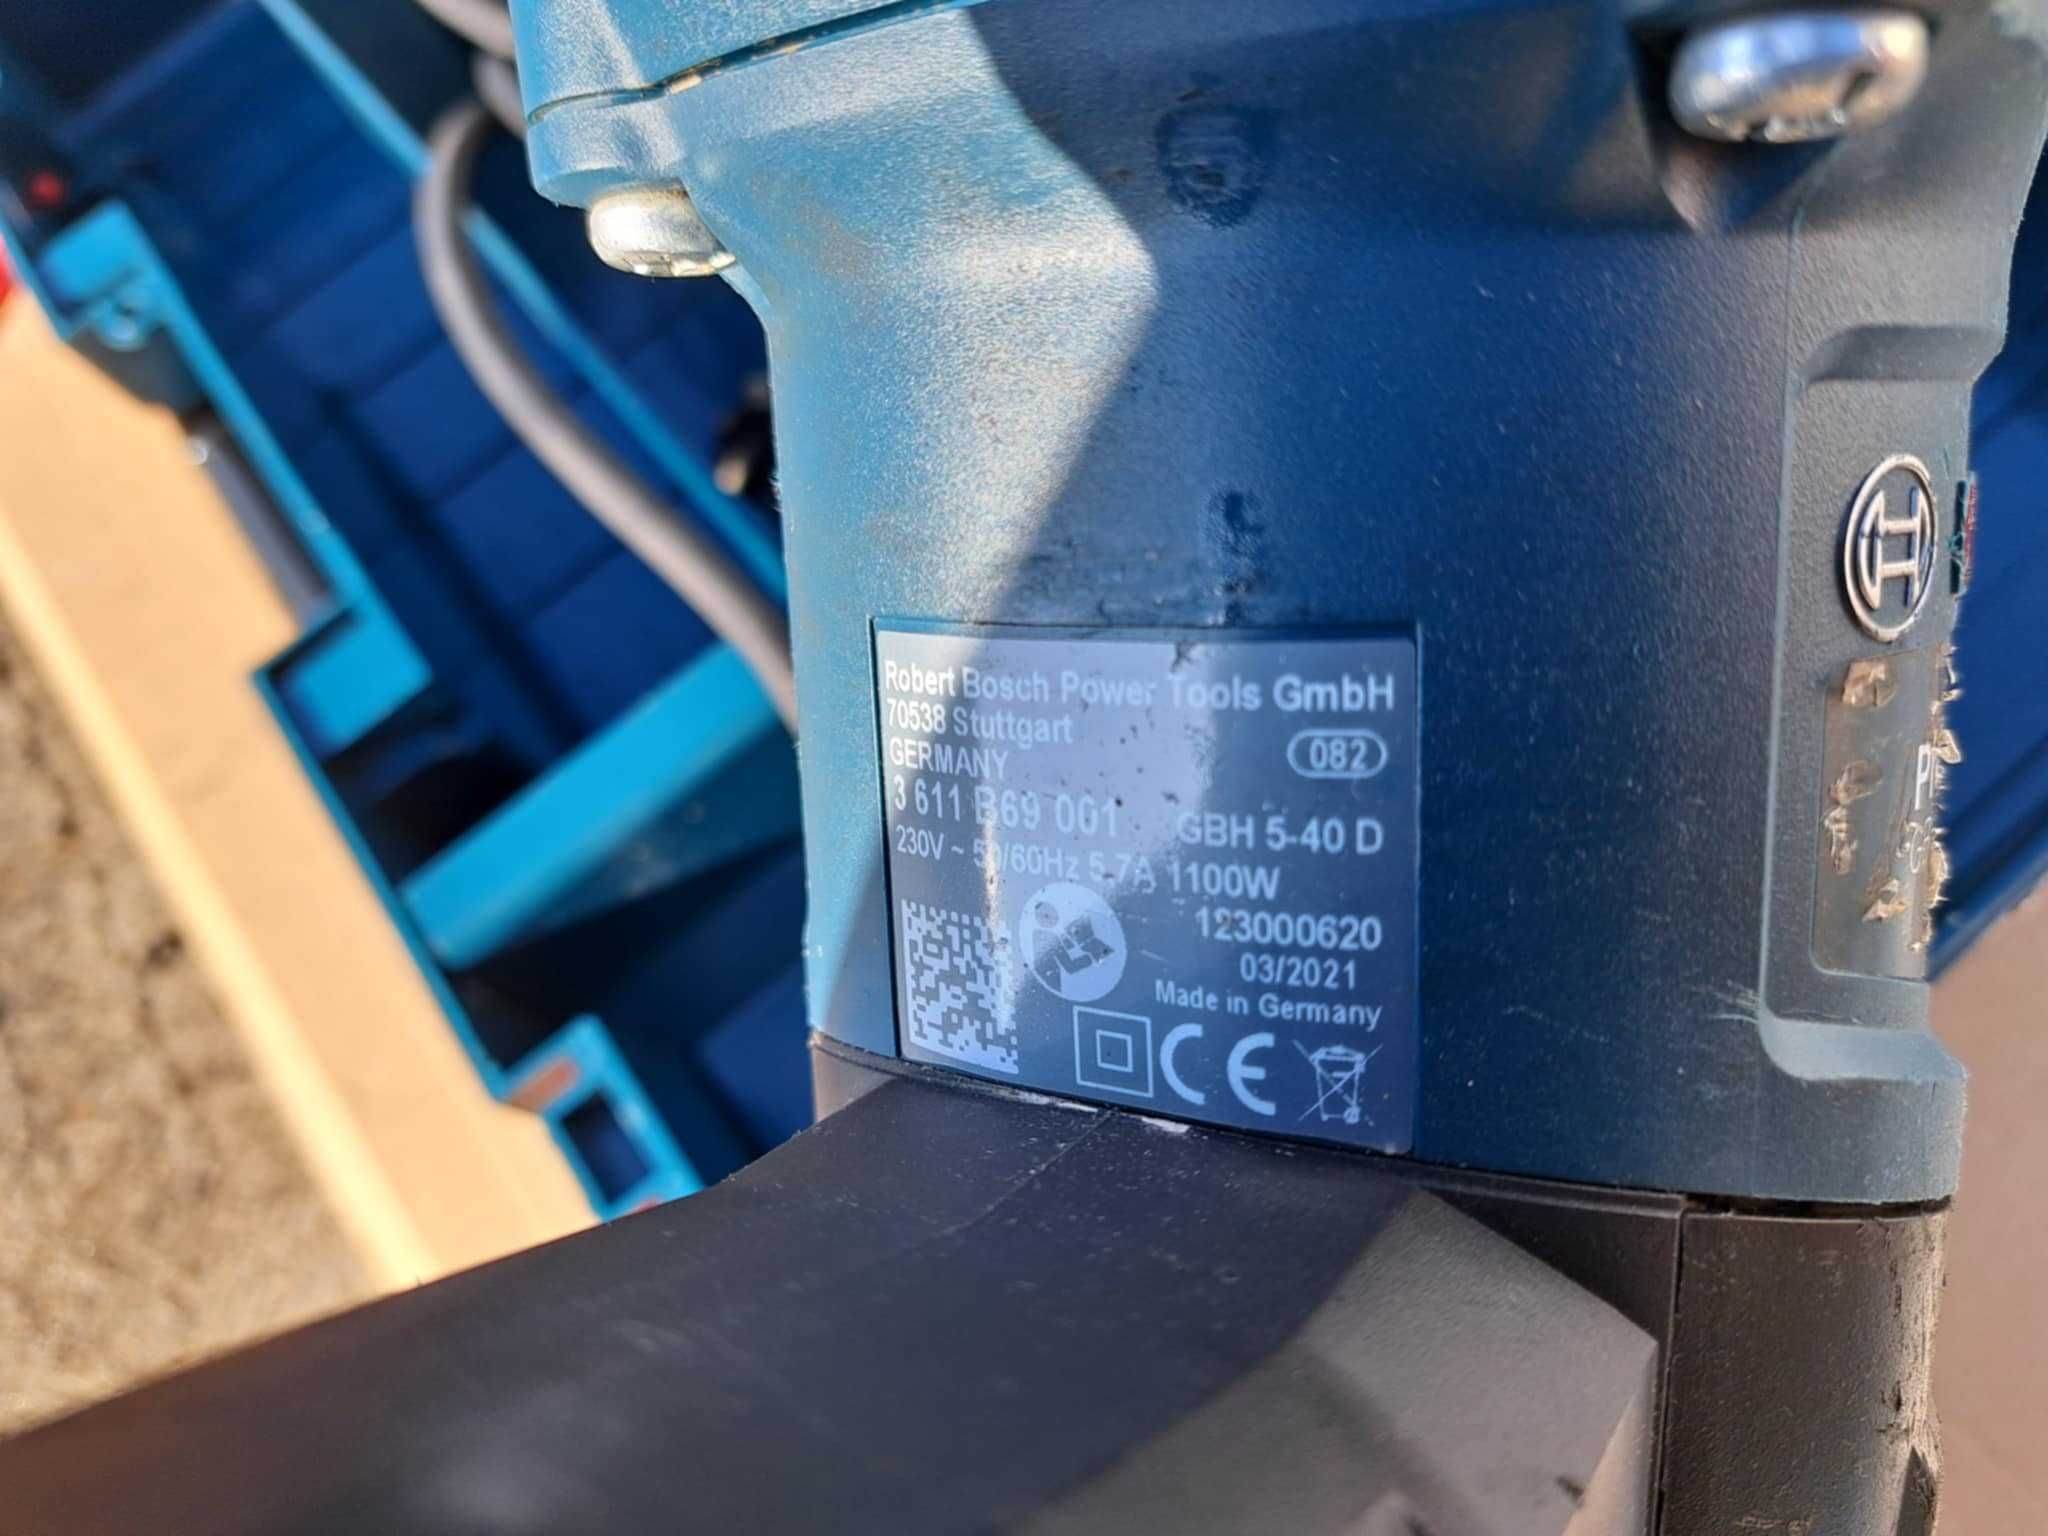 Robert Bosch Power Tools GmbH
70538 Stuttgart
082
GERMANY
3 611 B69 001
GBH 5-40 D
230V ~ 50/60Hz 5.7A 1100W
123000620
03/2021
Made in Germany
CE